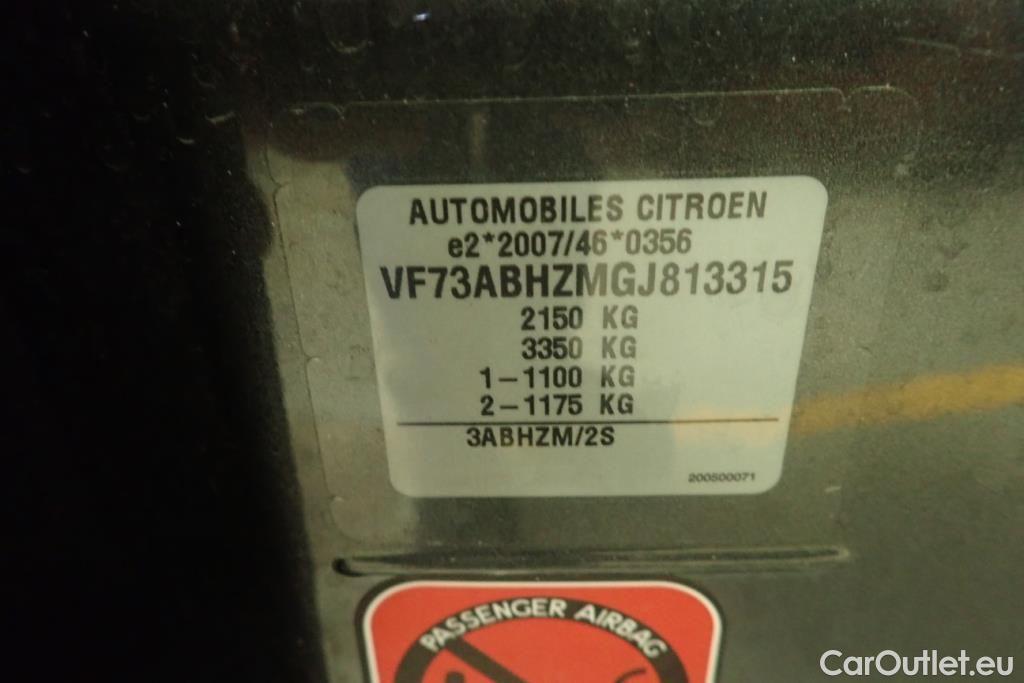 AUTOMOBILES CITROEN
e2*2007/46*0356
VF73ABHZMGJ813315
2150 KG
3350 KG
1-1100 KG
2-1175 KG
3ABHZM/2S
200500071
PASSENGER AIRBAG
CarOutlet.eu